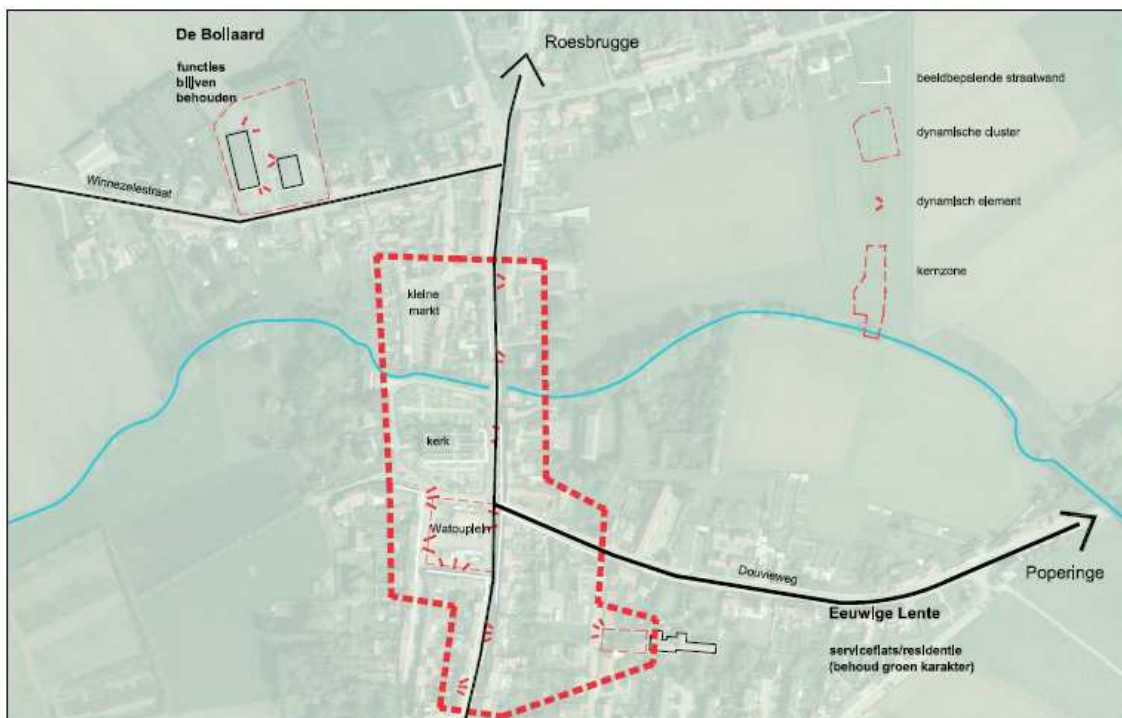 De Bollaard
functies
blijven
behouden
Roesbrugge
beeldbepalende straatwand
dynamische cluster
dynamisch element
kernzone
Winnezelestraat
kleine
markt
kerk
Watouplein
Douvieweg
Poperinge
Eeuwige Lente
serviceflats/residentie
(behoud groen karakter)